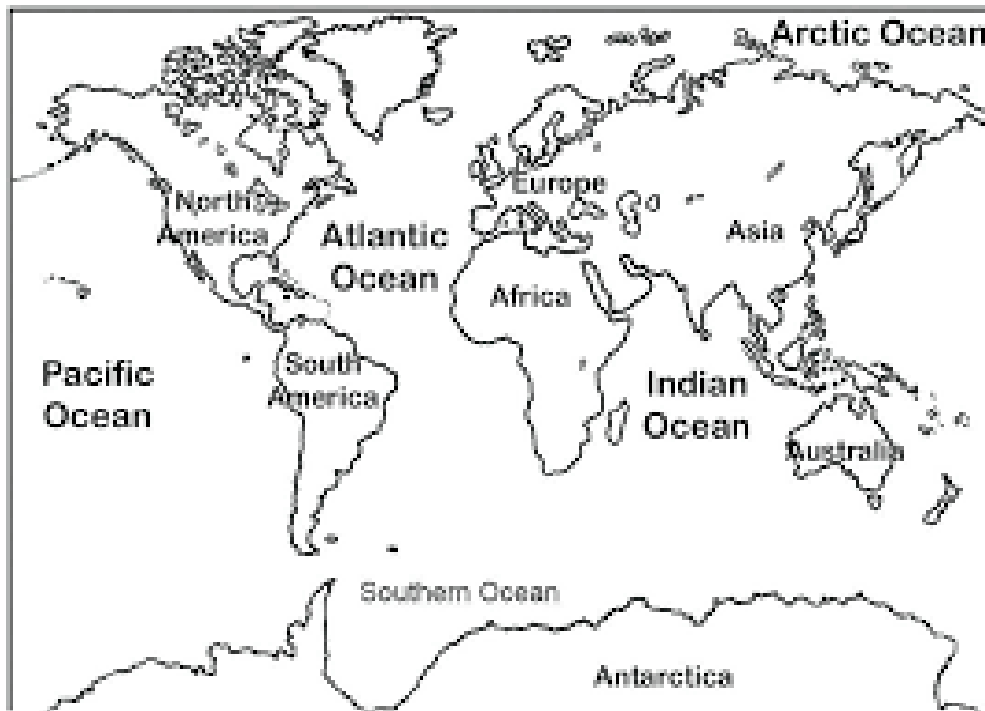 Arctic Ocean
Europe
North
America
Atlantic
Ocean
Asia
Africa
Pacific
Ocean
South
America
Indian
Ocean
Australia
Southern Ocean
Antarctica